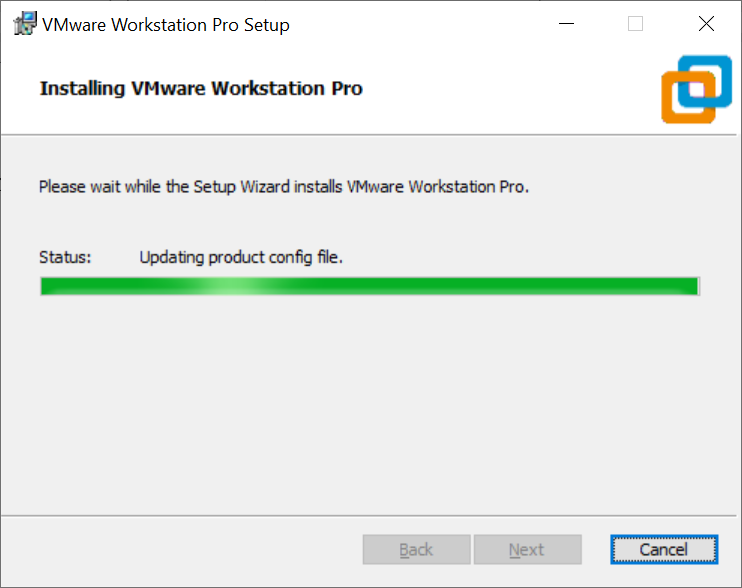 VMware Workstation Pro Setup
Installing VMware Workstation Pro
Please wait while the Setup Wizard installs VMware Workstation Pro.
Status: Updating product config file.
Back Next Cancel